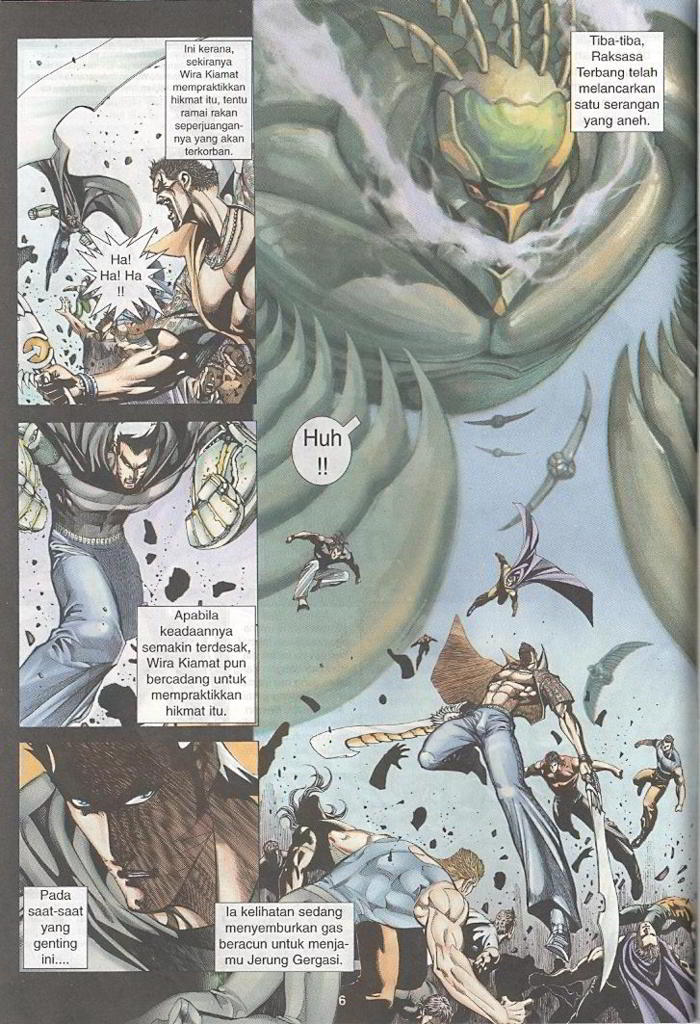 Ini kerana,
sekiranya
Wira Kiamat
mempraktikkan
hikmat itu, tentu
ramai rakan
seperjuangan-
nya yang akan
terkorban.
Ha!
Ha! Ha
!!
Apabila
keadaannya
semakin terdesak,
Wira Kiamat pun
bercadang untuk
mempraktikkan
hikmat itu.
Pada
saat-saat
yang
genting
ini....
Tiba-tiba,
Raksasa
Terbang telah
melancarkan
satu serangan
yang aneh.
Huh
!!
Ia kelihatan sedang
menyemburkan gas
beracun untuk menja-
mu Jerung Gergasi.
6